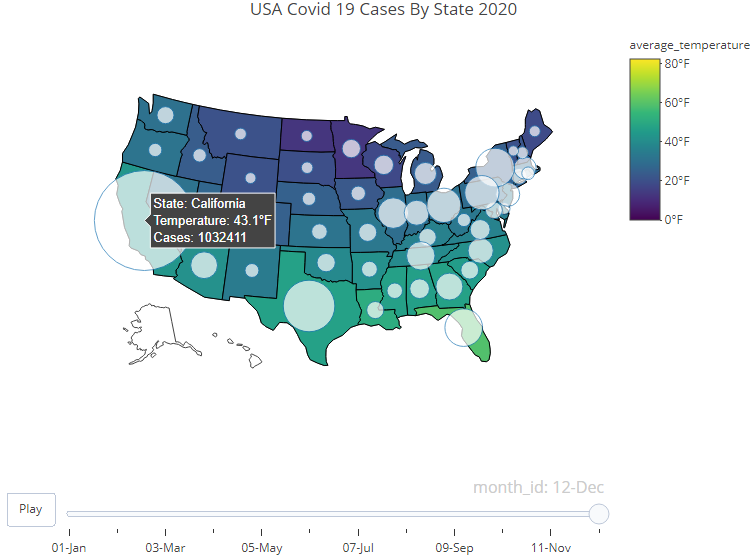 USA Covid 19 Cases By State 2020
average_temperature
80°F
60°F
40°F
20°F
0°F
State: California
Temperature: 43.1°F
Cases: 1032411
month_id: 12-Dec
Play
01-Jan 03-Mar 05-May 07-Jul 09-Sep 11-Nov